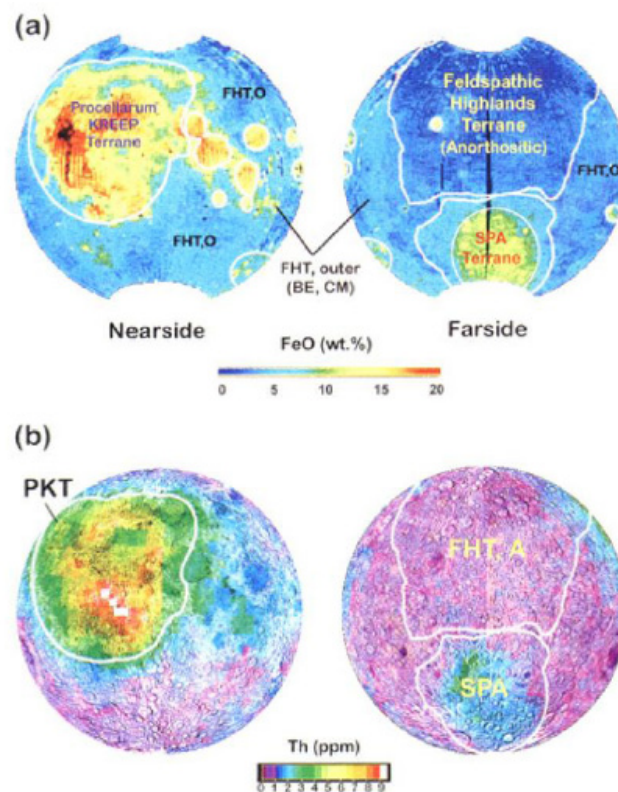 (a)
Procellarum
KREEP
Terrane
FHT,O
FHT,O
Feldspathic
Highlands
Terrane
(Anorthositic)
FHT,O
SPA
Terrane
FHT, outer
(BE, CM)
Nearside
Farside
FeO (wt.%)
0 5 10 15 20
(b)
PKT
FHT, A
SPA
Th (ppm)
0 1 2 3 4 5 6 7 8 9